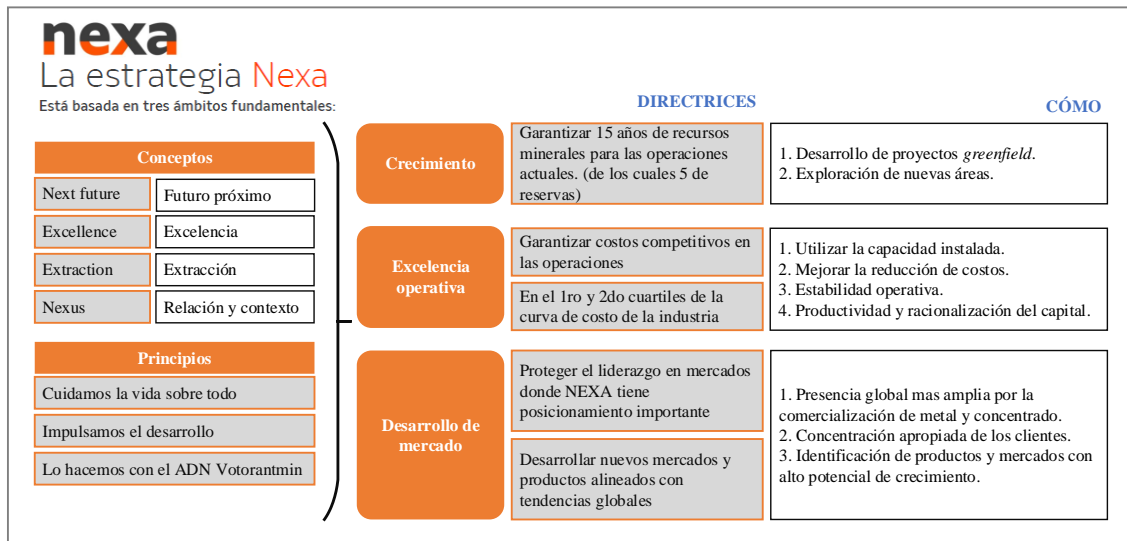 nexa
La estrategia Nexa
Está basada en tres ámbitos fundamentales:
DIRECTRICES
CÓMO
Conceptos
Next future
Futuro próximo
Excellence
Excelencia
Extraction
Extracción
Nexus
Relación y contexto
Principios
Cuidamos la vida sobre todo
Impulsamos el desarrollo
Lo hacemos con el ADN Votorantmin
Crecimiento
Garantizar 15 años de recursos
minerales para las operaciones
actuales. (de los cuales 5 de
reservas)
1. Desarrollo de proyectos greenfield.
2. Exploración de nuevas áreas.
Excelencia
operativa
Garantizar costos competitivos en
las operaciones
En el 1ro y 2do cuartiles de la
curva de costo de la industria
1. Utilizar la capacidad instalada.
2. Mejorar la reducción de costos.
3. Estabilidad operativa.
4. Productividad y racionalización del capital.
Desarrollo de
mercado
Proteger el liderazgo en mercados
donde NEXA tiene
posicionamiento importante
Desarrollar nuevos mercados y
productos alineados con
tendencias globales
1. Presencia global mas amplia por la
comercialización de metal y concentrado.
2. Concentración apropiada de los clientes.
3. Identificación de productos y mercados con
alto potencial de crecimiento.